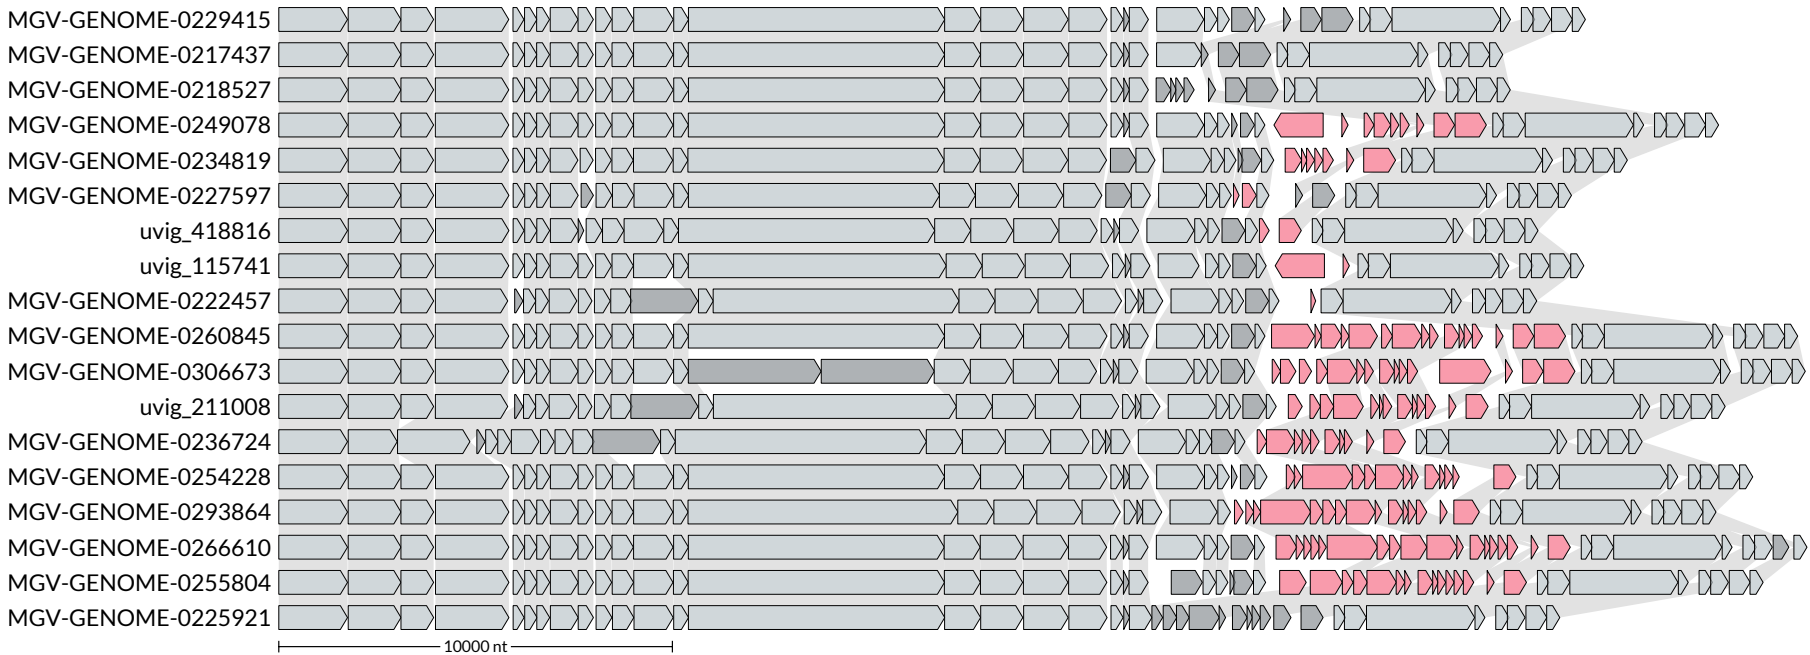 MGV-GENOME-0229415
MGV-GENOME-0217437
MGV-GENOME-0218527
MGV-GENOME-0249078
MGV-GENOME-0234819
MGV-GENOME-0227597
uvig_418816
uvig_115741
MGV-GENOME-0222457
MGV-GENOME-0260845
MGV-GENOME-0306673
uvig_211008
MGV-GENOME-0236724
MGV-GENOME-0254228
MGV-GENOME-0293864
MGV-GENOME-0266610
MGV-GENOME-0255804
MGV-GENOME-0225921
10000 nt